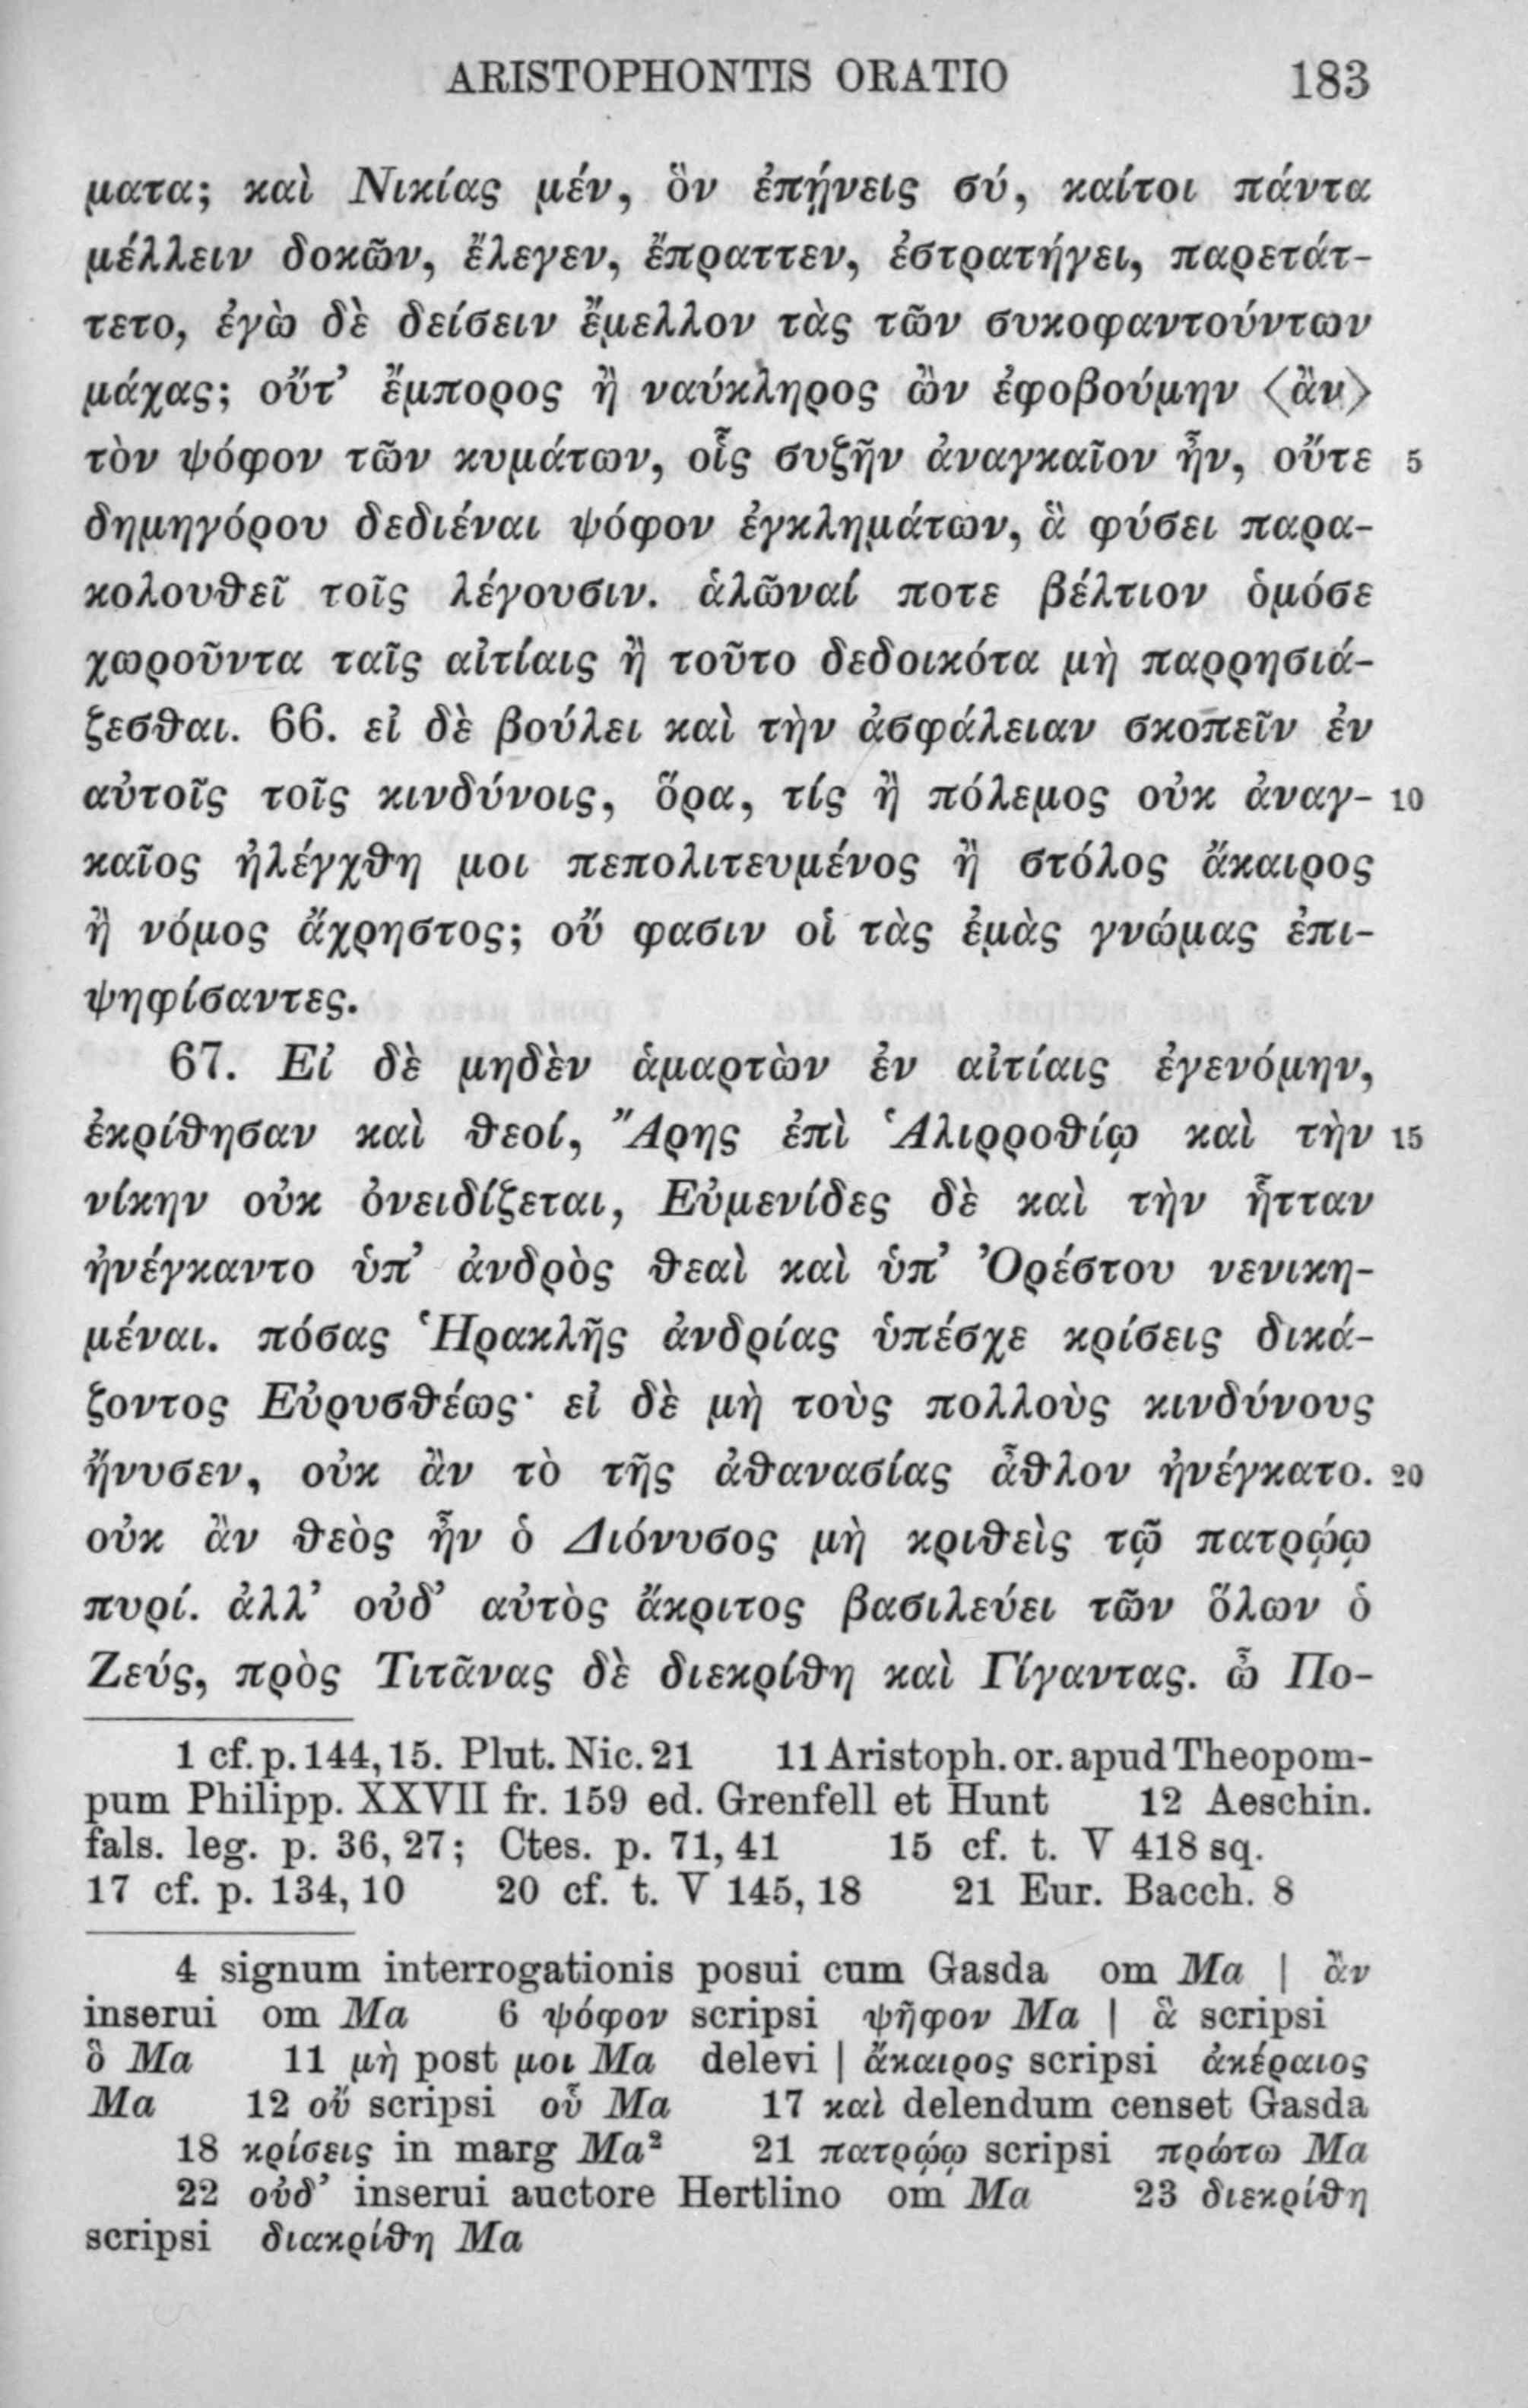 ARISTOPHONTIS ORATIO 183
ματα; καὶ Νικίας μέν, ὃν ἐπῄνεις σύ, καίτοι πάντα
μέλλειν δοκῶν, ἔλεγεν, ἔπραττεν, ἐστρατήγει, παρετάτ-
τετο, ἐγὼ δὲ δείσειν ἔμελλον τὰς τῶν συκοφαντούντων
μάχας; οὔτ’ ἔμπορος ἢ ναύκληρος ὢν ἐφοβούμην ⟨ἂν⟩
τὸν ψόφον τῶν κυμάτων, οἷς συζῆν ἀναγκαῖον ἦν, οὔτε 5
δημηγόρου δεδιέναι ψόφον ἐγκλημάτων, ἃ φύσει παρα-
κολουθεῖ τοῖς λέγουσιν. ἁλῶναί ποτε βέλτιον ὁμόσε
χωροῦντα ταῖς αἰτίαις ἢ τοῦτο δεδοικότα μὴ παρρησιά-
ζεσθαι. 66. εἰ δὲ βούλει καὶ τὴν ἀσφάλειαν σκοπεῖν ἐν
αὐτοῖς τοῖς κινδύνοις, ὅρα, τίς ἢ πόλεμος οὐκ ἀναγ- 10
καῖος ἠλέγχθη μοι πεπολιτευμένος ἢ στόλος ἄκαιρος
ἢ νόμος ἄχρηστος; οὔ φασιν οἱ τὰς ἐμὰς γνώμας ἐπι-
ψηφίσαντες.
67. Εἰ δὲ μηδὲν ἁμαρτὼν ἐν αἰτίαις ἐγενόμην,
ἐκρίθησαν καὶ θεοί, Ἄρης ἐπὶ Ἁλιρροθίῳ καὶ τὴν 15
νίκην οὐκ ὀνειδίζεται, Εὐμενίδες δὲ καὶ τὴν ἧτταν
ἠνέγκαντο ὑπ’ ἀνδρὸς θεαὶ καὶ ὑπ’ Ὀρέστου νενικη-
μέναι. πόσας Ἡρακλῆς ἀνδρίας ὑπέσχε κρίσεις δικά-
ζοντος Εὐρυσθέως· εἰ δὲ μὴ τοὺς πολλοὺς κινδύνους
ἤνυσεν, οὐκ ἂν τὸ τῆς ἀθανασίας ἆθλον ἠνέγκατο. 20
οὐκ ἂν θεὸς ἦν ὁ Διόνυσος μὴ κριθεὶς τῷ πατρῴῳ
πυρί. ἀλλ’ οὐδ’ αὐτὸς ἄκριτος βασιλεύει τῶν ὅλων ὁ
Ζεύς, πρὸς Τιτᾶνας δὲ διεκρίθη καὶ Γίγαντας. ὦ Πο-
1 cf. p. 144, 15. Plut. Nic. 21 11 Aristoph. or. apud Theopom-
pum Philipp. XXVII fr. 159 ed. Grenfell et Hunt 12 Aeschin.
fals. leg. p. 36, 27; Ctes. p. 71, 41 15 cf. t. V 418 sq.
17 cf. p. 134, 10 20 cf. t. V 145, 18 21 Eur. Bacch. 8
4 signum interrogationis posui cum Gasda om Ma | ἂν
inserui om Ma 6 ψόφον scripsi ψῆφον Ma | ἃ scripsi
ὃ Ma 11 μὴ post μοι Ma delevi | ἄκαιρος scripsi ἀκέραιος
Ma 12 οὔ scripsi οὗ Ma 17 καὶ delendum censet Gasda
18 κρίσεις in marg Ma² 21 πατρῴῳ scripsi πρώτω Ma
22 οὐδ’ inserui auctore Hertlino om Ma 23 διεκρίθη
scripsi διακρίθη Ma